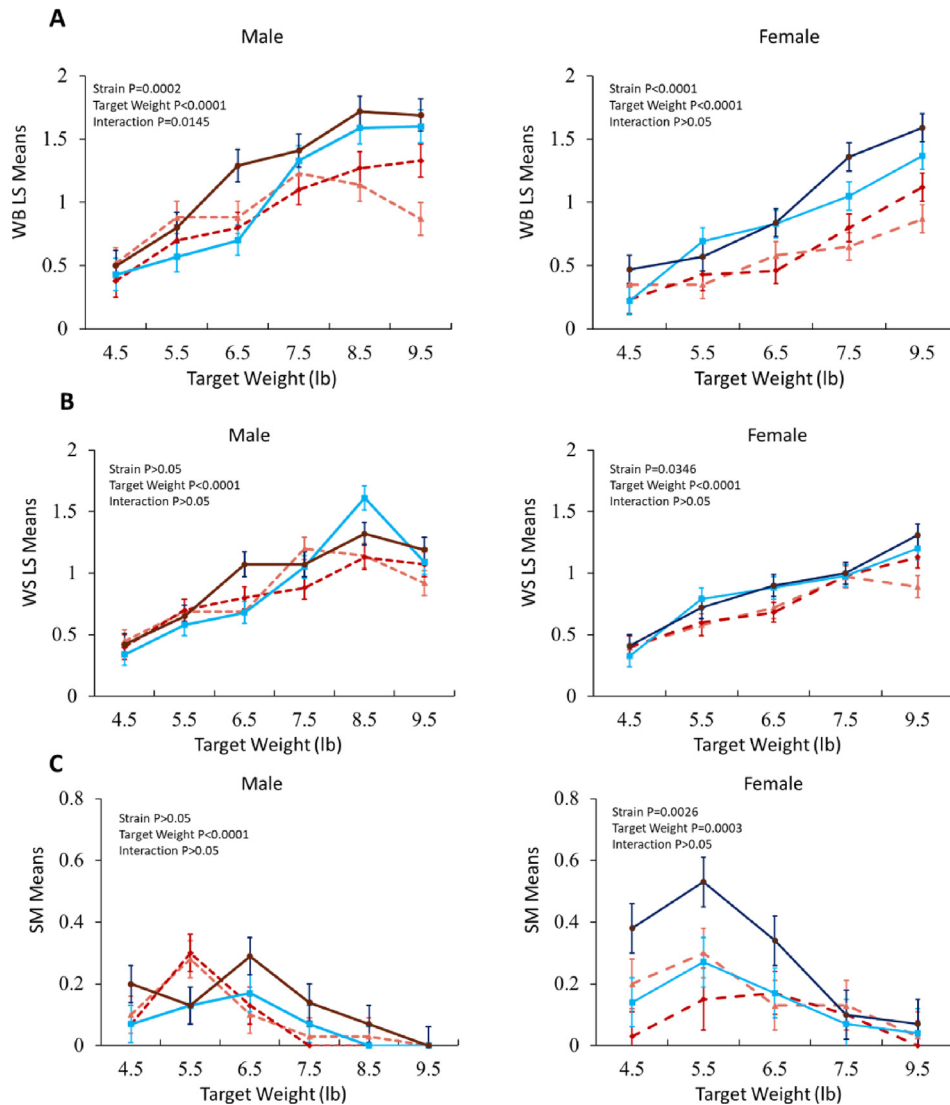 A
Male
Female
Strain P=0.0002
Target Weight P<0.0001
Interaction P=0.0145
Strain P<0.0001
Target Weight P<0.0001
Interaction P>0.05
WB LS Means
2
1.5
1
0.5
0
4.5 5.5 6.5 7.5 8.5 9.5
Target Weight (lb)
WB LS Means
2
1.5
1
0.5
0
4.5 5.5 6.5 7.5 9.5
Target Weight (lb)
B
Male
Female
Strain P>0.05
Target Weight P<0.0001
Interaction P>0.05
Strain P=0.0346
Target Weight P<0.0001
Interaction P>0.05
WS LS Means
2
1.5
1
0.5
0
4.5 5.5 6.5 7.5 8.5 9.5
Target Weight (lb)
WS LS Means
2
1.5
1
0.5
0
4.5 5.5 6.5 7.5 9.5
Target Weight (lb)
C
Male
Female
Strain P>0.05
Target Weight P<0.0001
Interaction P>0.05
Strain P=0.0026
Target Weight P=0.0003
Interaction P>0.05
SM Means
0.8
0.6
0.4
0.2
0
4.5 5.5 6.5 7.5 8.5 9.5
Target Weight (lb)
SM Means
0.8
0.6
0.4
0.2
0
4.5 5.5 6.5 7.5 9.5
Target Weight (lb)